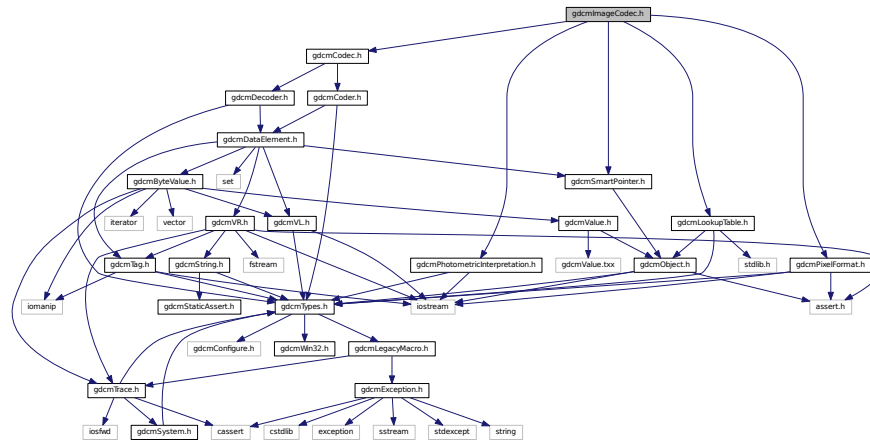 gdcmImageCodec.h
gdcmCodec.h
gdcmDecoder.h
gdcmCoder.h
gdcmDataElement.h
gdcmByteValue.h
set
gdcmSmartPointer.h
iterator
vector
gdcmVR.h
gdcmVL.h
gdcmValue.h
gdcmLookupTable.h
gdcmTag.h
gdcmString.h
fstream
gdcmPhotometricInterpretation.h
gdcmValue.txx
gdcmObject.h
stdlib.h
gdcmPixelFormat.h
iomanip
gdcmStaticAssert.h
gdcmTypes.h
iostream
assert.h
gdcmConfigure.h
gdcmWin32.h
gdcmLegacyMacro.h
gdcmTrace.h
gdcmException.h
iosfwd
gdcmSystem.h
cassert
cstdlib
exception
sstream
stdexcept
string